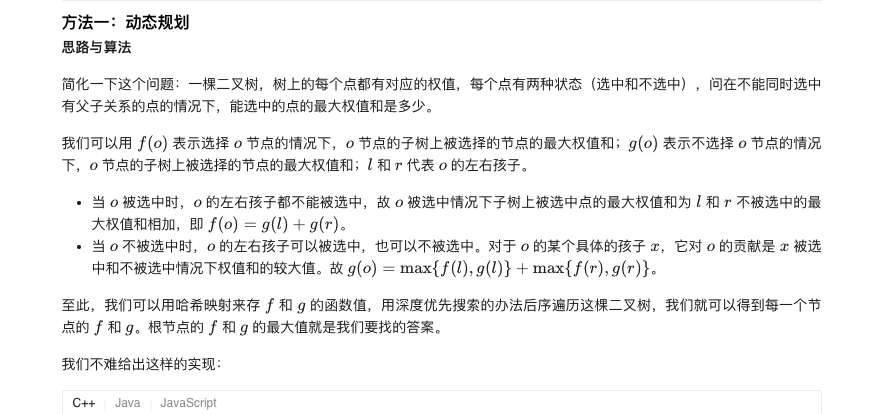 方法一：动态规划
思路与算法
简化一下这个问题：一棵二叉树，树上的每个点都有对应的权值，每个点有两种状态（选中和不选中），问在不能同时选中
有父子关系的点的情况下，能选中的点的最大权值和是多少。
我们可以用 f(o) 表示选择 o 节点的情况下，o 节点的子树上被选择的节点的最大权值和；g(o) 表示不选择 o 节点的情况
下，o 节点的子树上被选择的节点的最大权值和；l 和 r 代表 o 的左右孩子。
• 当 o 被选中时，o 的左右孩子都不能被选中，故 o 被选中情况下子树上被选中点的最大权值和为 l 和 r 不被选中的最
大权值和相加，即 f(o) = g(l) + g(r)。
• 当 o 不被选中时，o 的左右孩子可以被选中，也可以不被选中。对于 o 的某个具体的孩子 x，它对 o 的贡献是 x 被选
中和不被选中情况下权值和的较大值。故 g(o) = max{f(l), g(l)} + max{f(r), g(r)}。
至此，我们可以用哈希映射来存 f 和 g 的函数值，用深度优先搜索的办法后序遍历这棵二叉树，我们就可以得到每一个节
点的 f 和 g。根节点的 f 和 g 的最大值就是我们要找的答案。
我们不难给出这样的实现：
C++ | Java | JavaScript